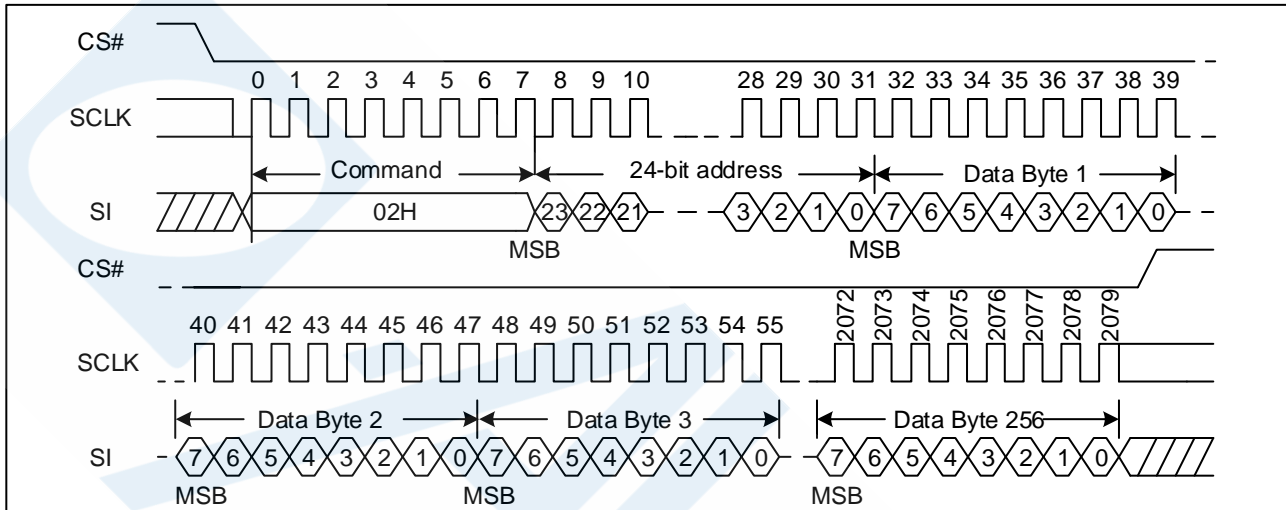 CS#
0 1 2 3 4 5 6 7 8 9 10 28 29 30 31 32 33 34 35 36 37 38 39
SCLK
Command 24-bit address Data Byte 1
SI 02H 23 22 21 3 2 1 0 7 6 5 4 3 2 1 0
MSB MSB
CS#
40 41 42 43 44 45 46 47 48 49 50 51 52 53 54 55 2072 2073 2074 2075 2076 2077 2078 2079
SCLK
Data Byte 2 Data Byte 3 Data Byte 256
SI 7 6 5 4 3 2 1 0 7 6 5 4 3 2 1 0 7 6 5 4 3 2 1 0
MSB MSB MSB